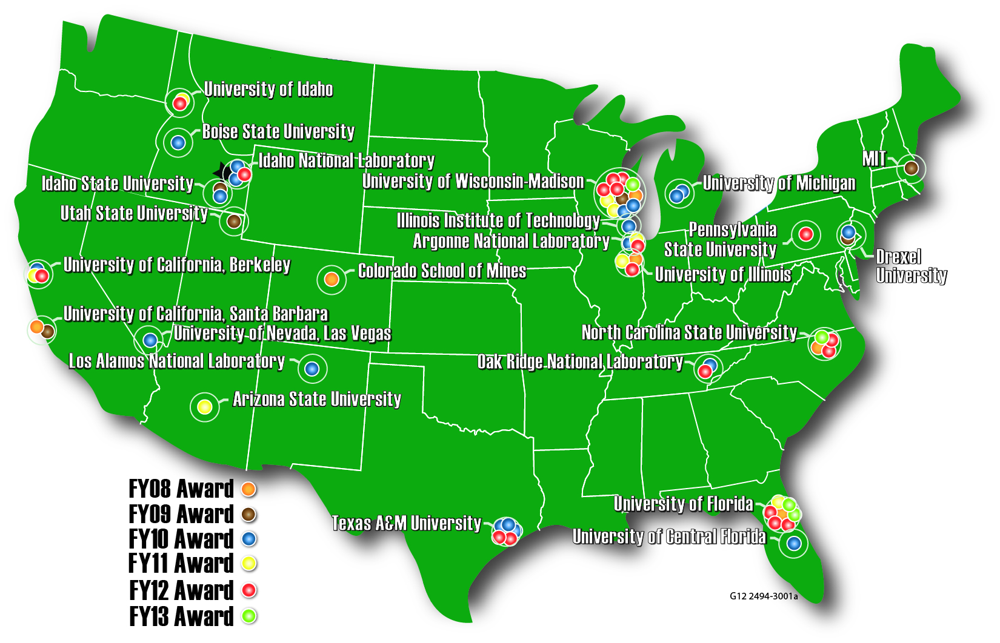 University of Idaho
Boise State University
MIT
Idaho National Laboratory
Idaho State University
University of Wisconsin-Madison
University of Michigan
Utah State University
Illinois Institute of Technology
Pennsylvania
State University
Argonne National Laboratory
Drexel
University
University of California, Berkeley
Colorado School of Mines
University of Illinois
University of California, Santa Barbara
University of Nevada, Las Vegas
North Carolina State University
Los Alamos National Laboratory
Oak Ridge National Laboratory
Arizona State University
University of Florida
Texas A&M University
University of Central Florida
FY08 Award
FY09 Award
FY10 Award
FY11 Award
FY12 Award
FY13 Award
G12 2494-3001a